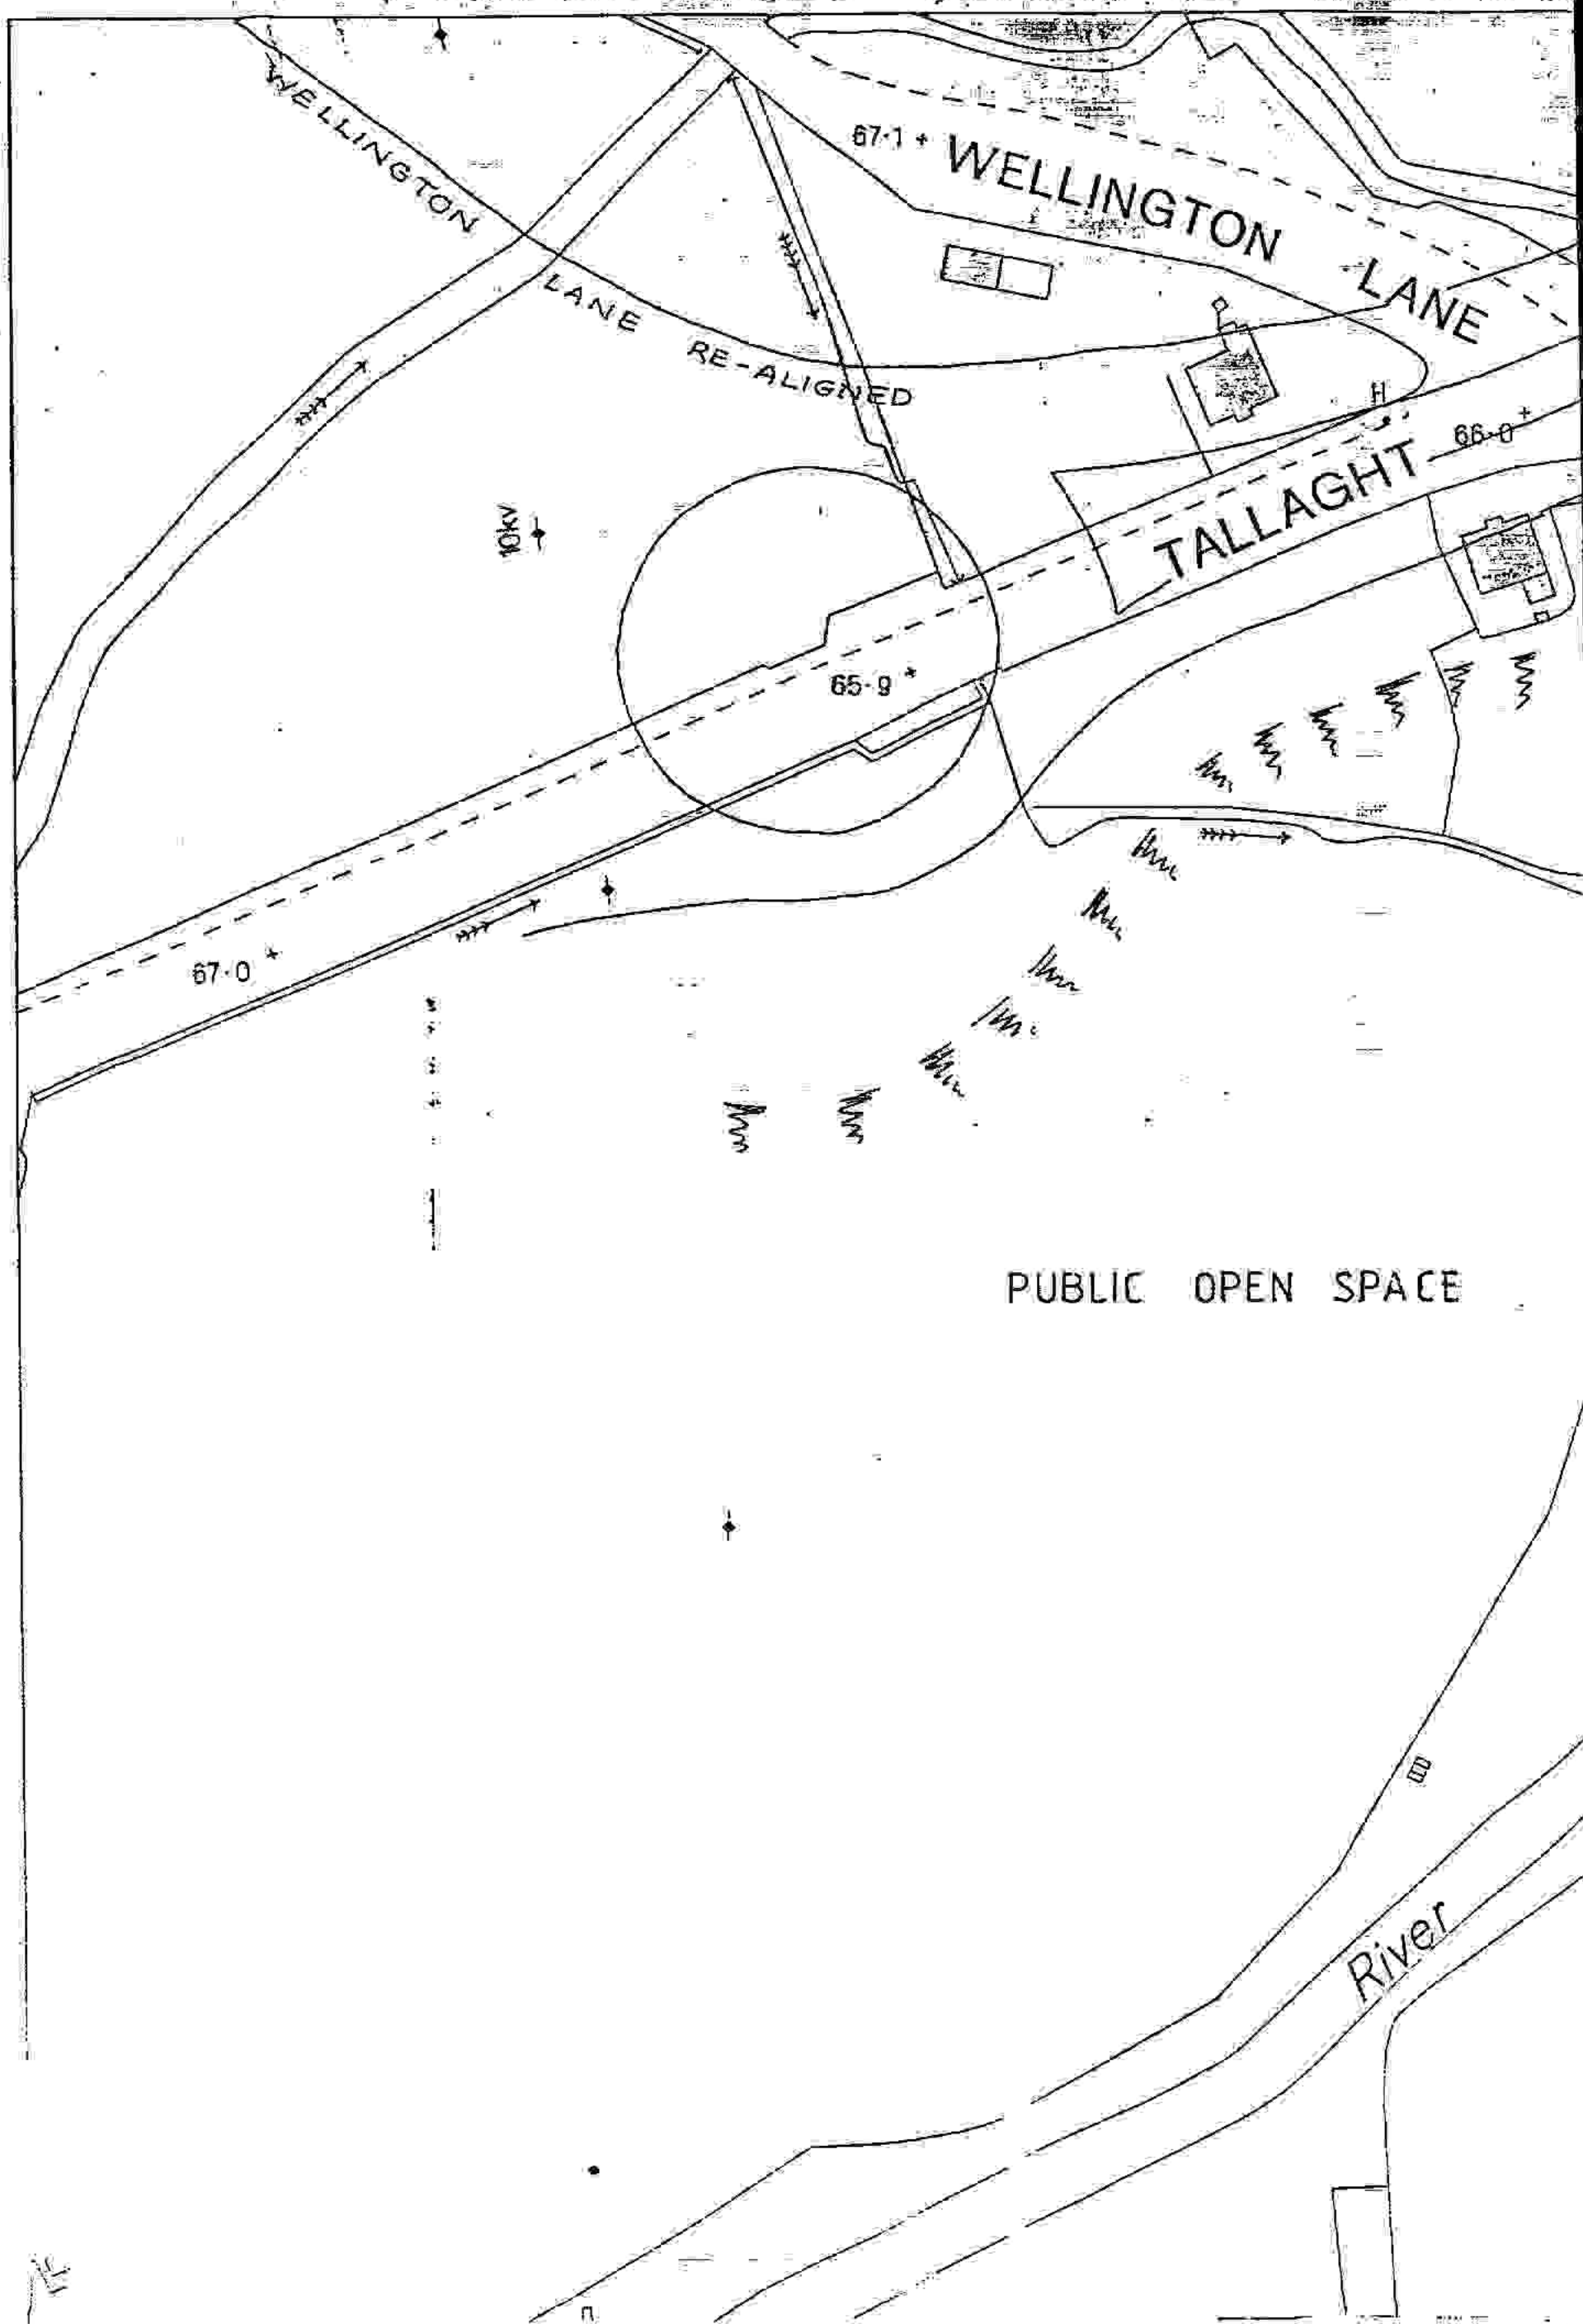 WELLINGTON
LANE
RE-ALIGNED
67·1
WELLINGTON
LANE
H
66·0
TALLAGHT
10kv
65·9
67·0
PUBLIC OPEN SPACE
River